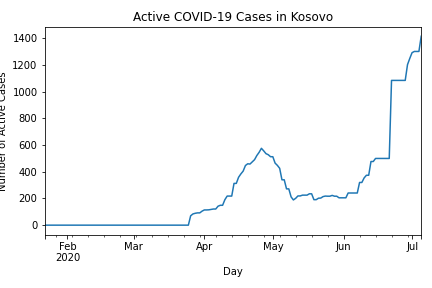 Active COVID-19 Cases in Kosovo
Number of Active Cases
1400
1200
1000
800
600
400
200
0
Feb Mar Apr May Jun Jul
2020
Day